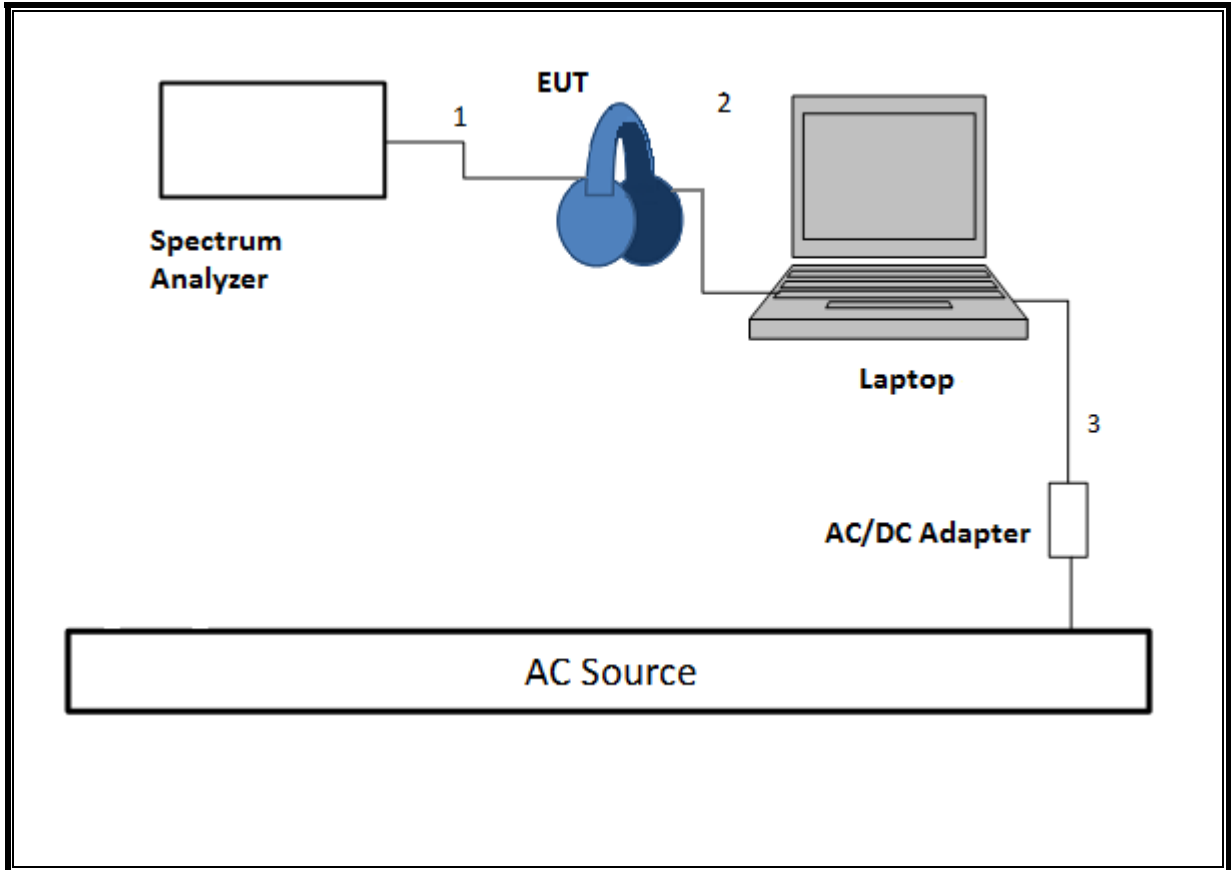 EUT
1
2
Spectrum
Analyzer
Laptop
3
AC/DC Adapter
AC Source